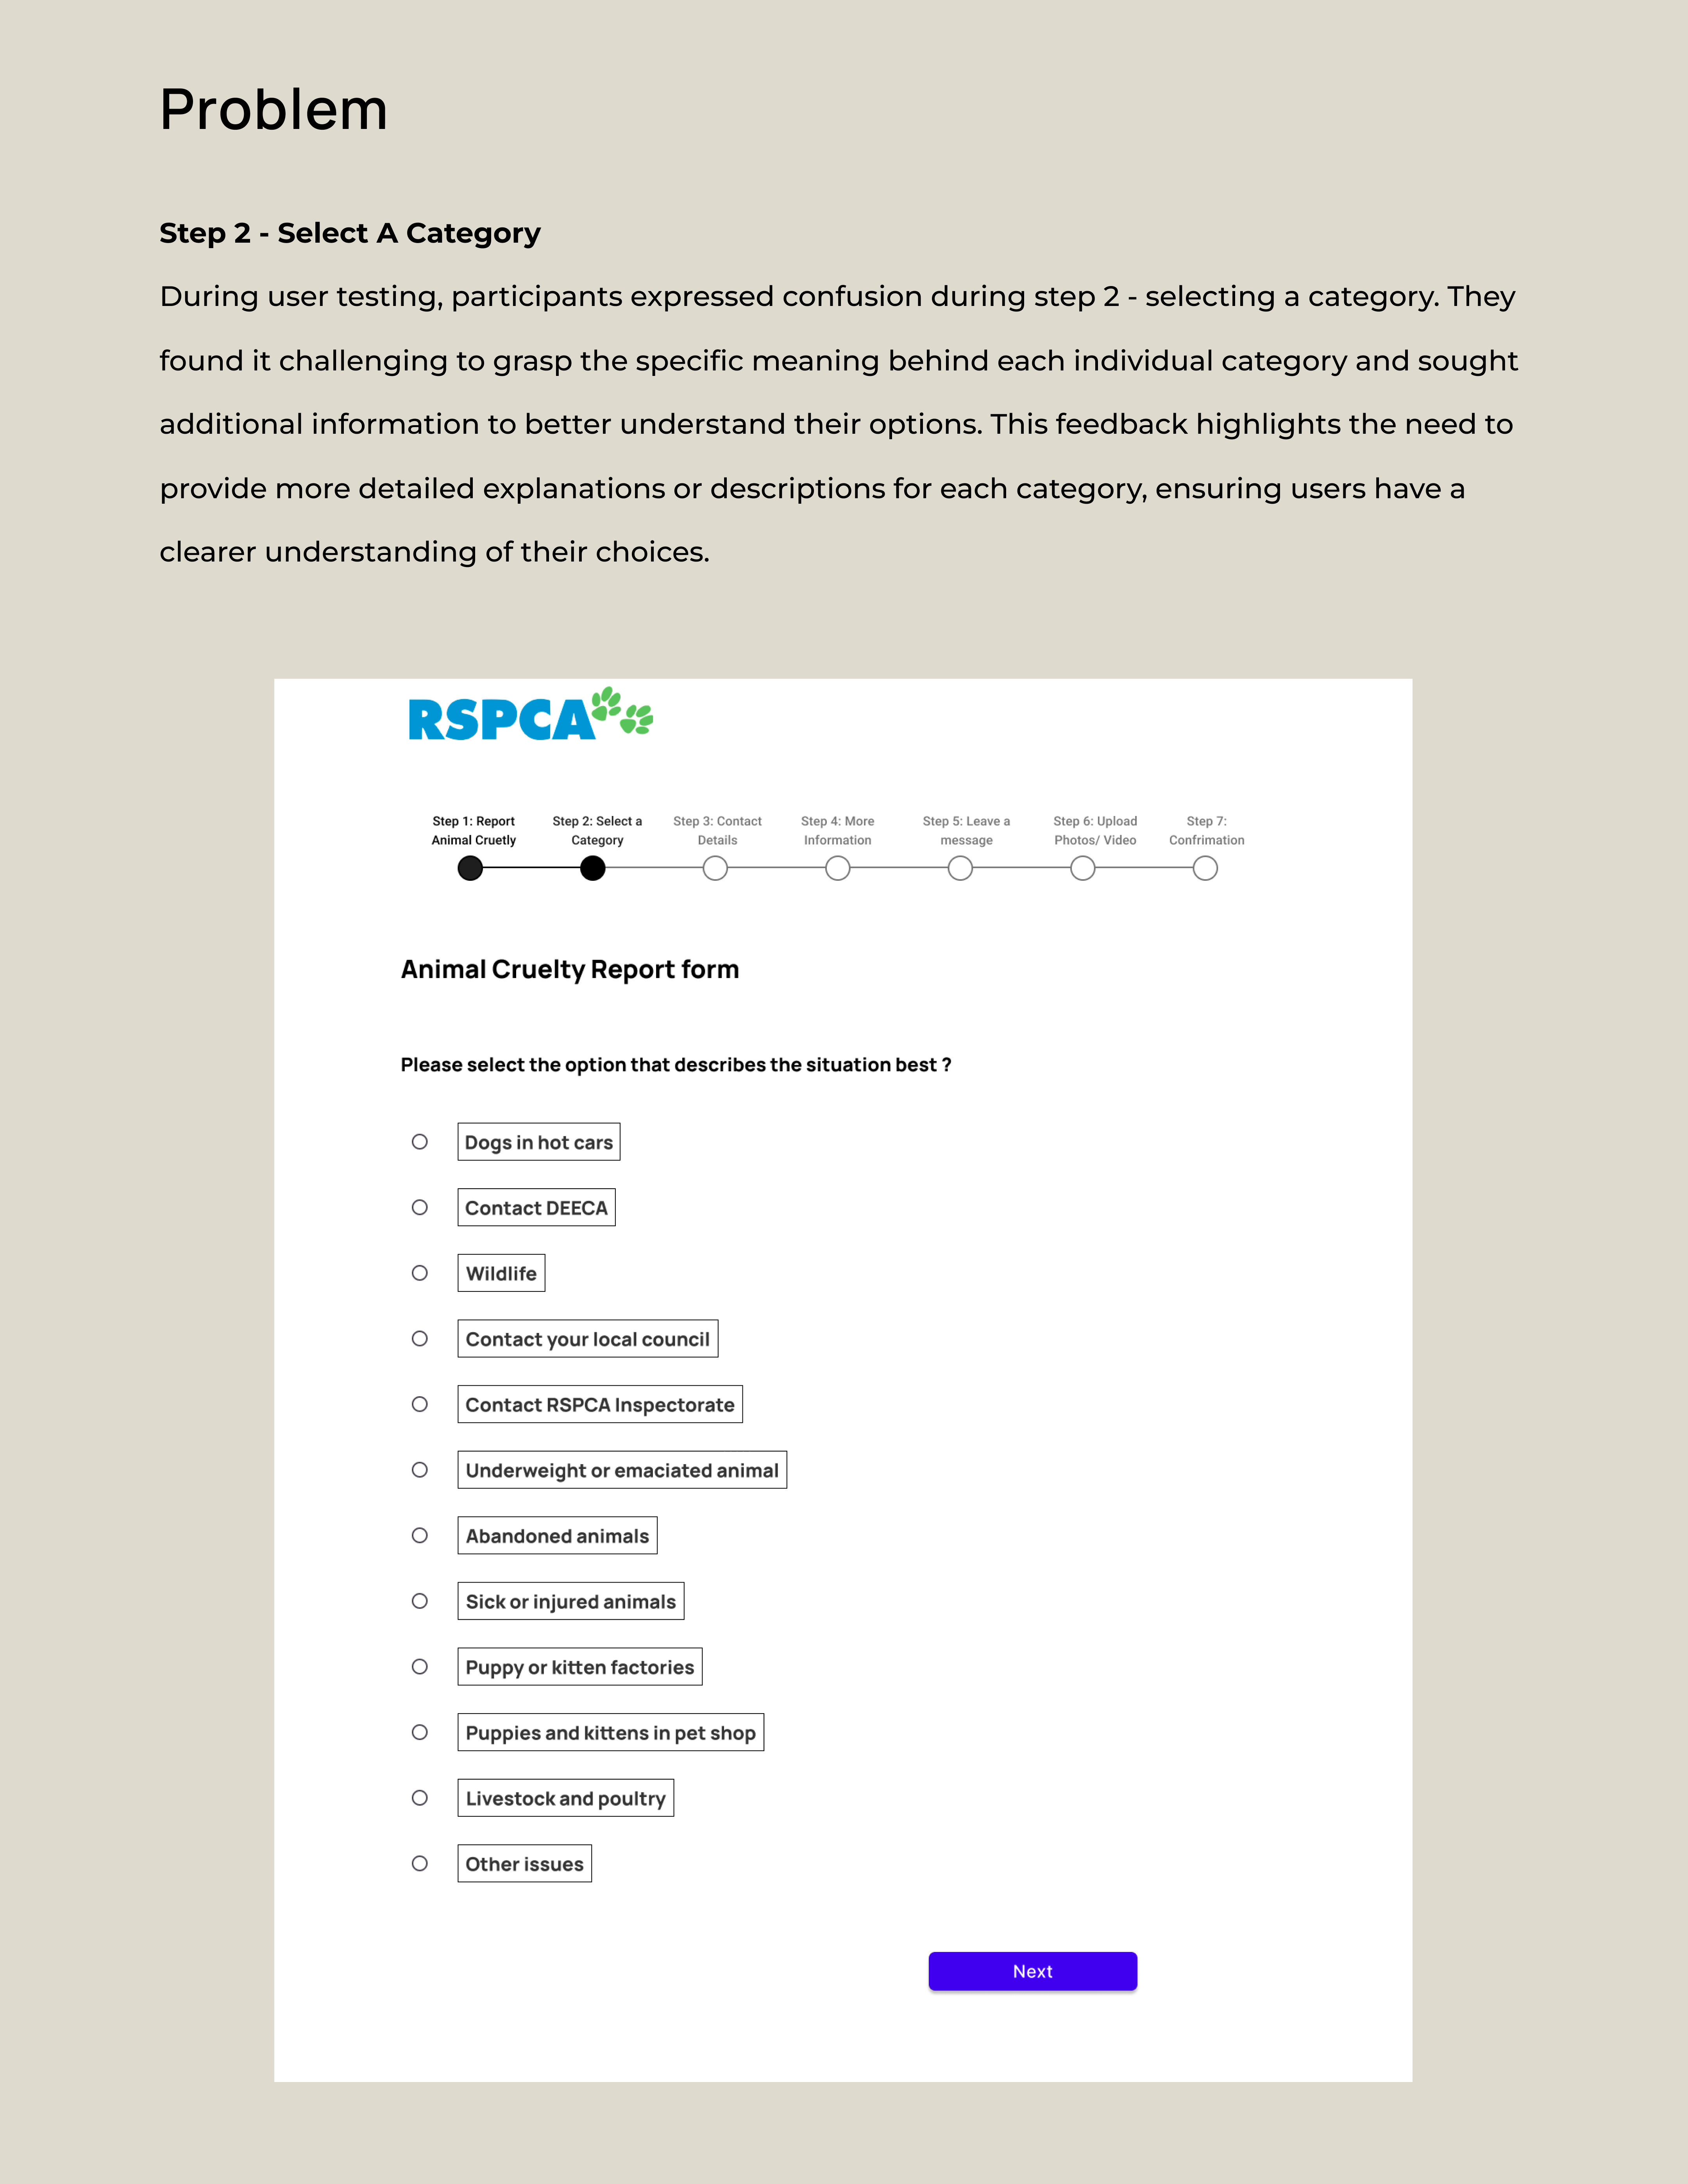 Problem
Step 2 - Select A Category
During user testing, participants expressed confusion during step 2 - selecting a category. They
found it challenging to grasp the specific meaning behind each individual category and sought
additional information to better understand their options. This feedback highlights the need to
provide more detailed explanations or descriptions for each category, ensuring users have a
clearer understanding of their choices.
RSPCA
Step 1: Report
Animal Cruetly
Step 2: Select a
Category
Step 3: Contact
Details
Step 4: More
Information
Step 5: Leave a
message
Step 6: Upload
Photos/ Video
Step 7:
Confrimation
Animal Cruelty Report form
Please select the option that describes the situation best ?
Dogs in hot cars
Contact DEECA
Wildlife
Contact your local council
Contact RSPCA Inspectorate
Underweight or emaciated animal
Abandoned animals
Sick or injured animals
Puppy or kitten factories
Puppies and kittens in pet shop
Livestock and poultry
Other issues
Next